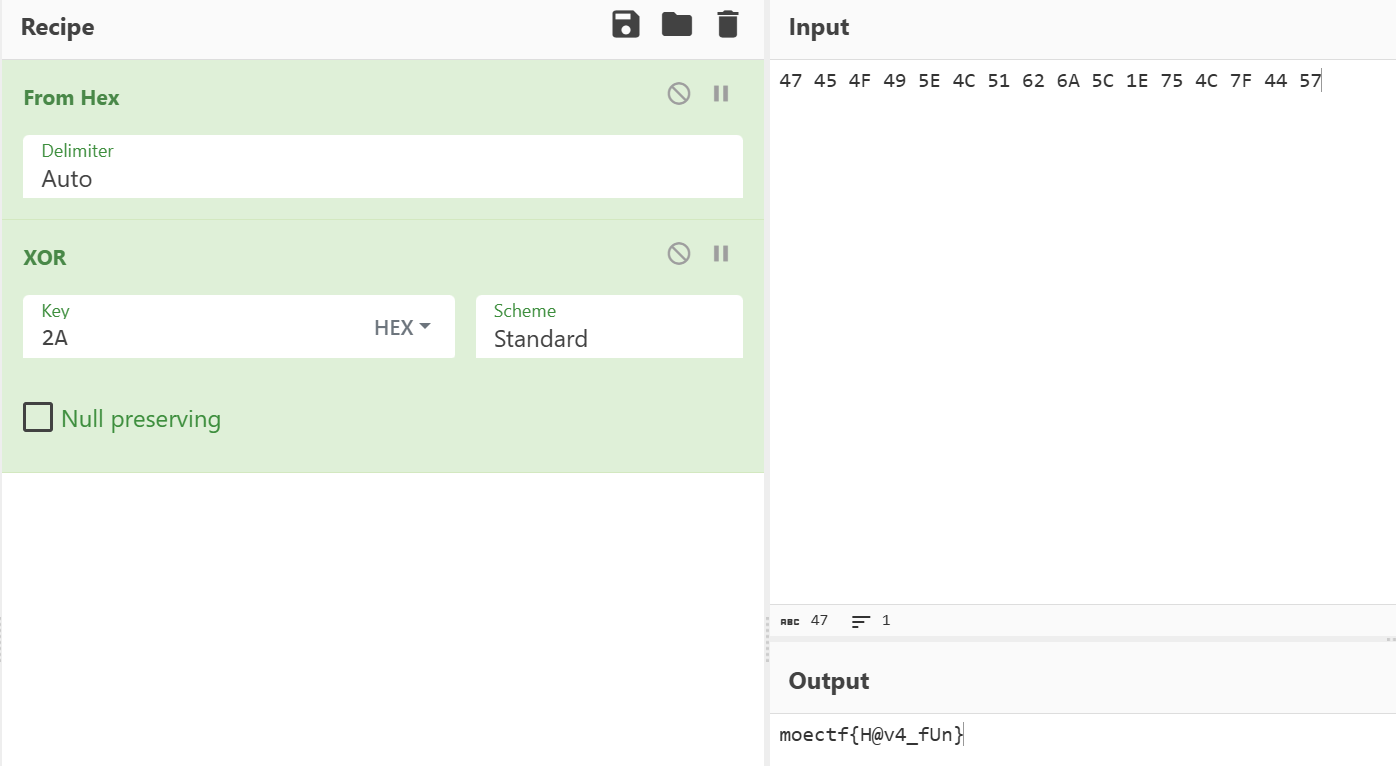 Recipe
From Hex
Delimiter
Auto
XOR
Key
2A
HEX
Scheme
Standard
Null preserving
Input
47 45 4F 49 5E 4C 51 62 6A 5C 1E 75 4C 7F 44 57
ABC 47 1
Output
moectf{H@v4_fUn}